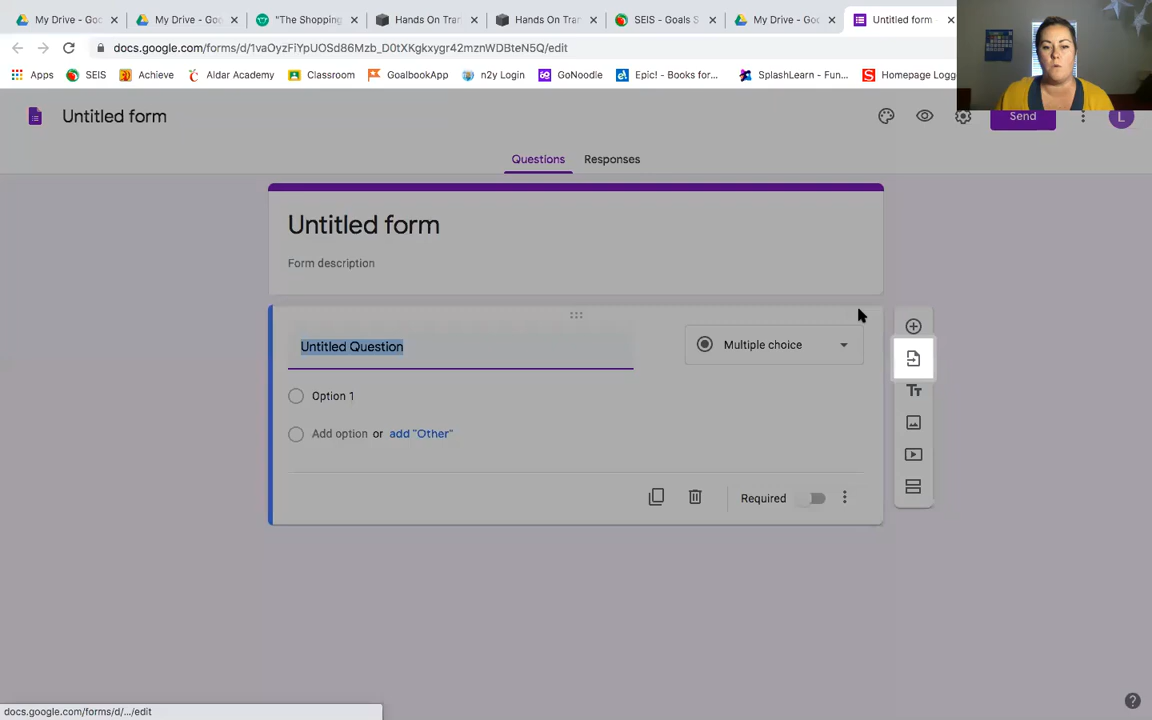 My Drive - Goo
My Drive - Goo
"The Shopping
Hands On Tran
Hands On Tran
SEIS - Goals S
My Drive - Goo
Untitled form
docs.google.com/forms/d/1vaOyzFiYpUOSd86Mzb_D0tXKgkxygr42mznWDBteN5Q/edit
Apps
SEIS
Achieve
Aldar Academy
Classroom
GoalbookApp
n2y Login
GoNoodle
Epic! - Books for...
SplashLearn - Fun...
Homepage Logg
Untitled form
Send
L
Questions
Responses
Untitled form
Form description
Untitled Question
Multiple choice
Option 1
Add option or add "Other"
Required
docs.google.com/forms/d/.../edit